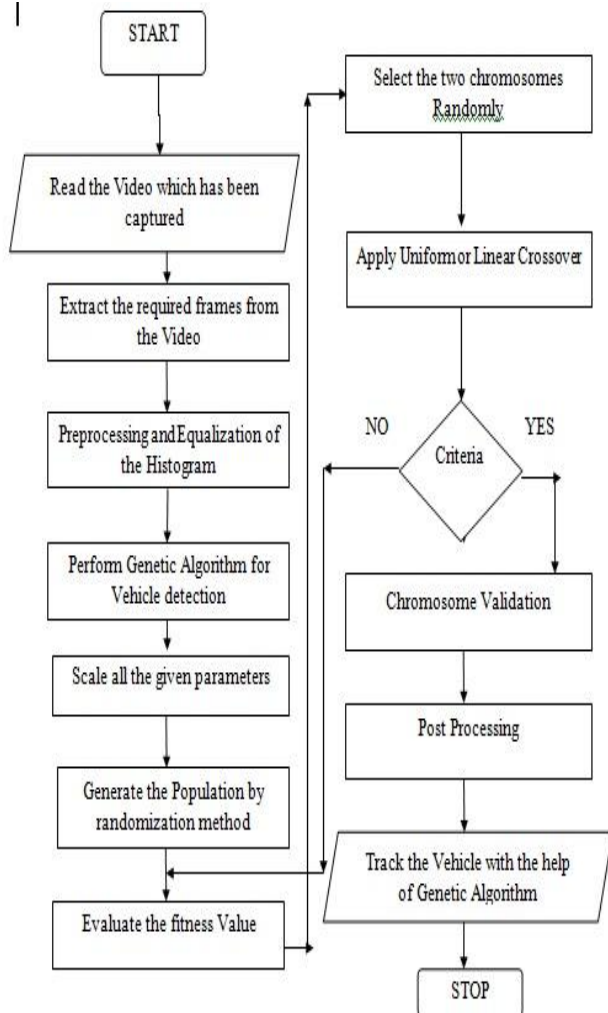 START
Read the Video which has been
captured
Extract the required frames from
the Video
Preprocessing and Equalization of
the Histogram
Perform Genetic Algorithm for
Vehicle detection
Scale all the given parameters
Generate the Population by
randomization method
Evaluate the fitness Value
Select the two chromosomes
Randomly
Apply Uniform or Linear Crossover
NO
YES
Criteria
Chromosome Validation
Post Processing
Track the Vehicle with the help
of Genetic Algorithm
STOP